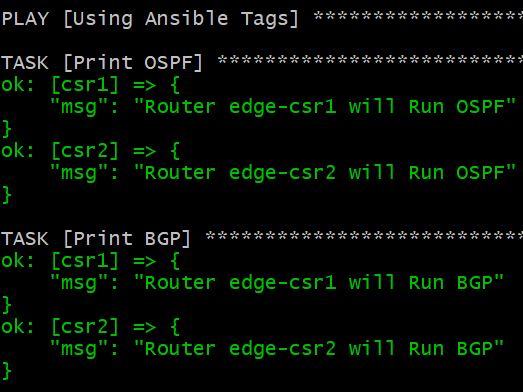 PLAY [Using Ansible Tags] ******************
TASK [Print OSPF] **************************
ok: [csr1] => {
    "msg": "Router edge-csr1 will Run OSPF"
}
ok: [csr2] => {
    "msg": "Router edge-csr2 will Run OSPF"
}
TASK [Print BGP] ***************************
ok: [csr1] => {
    "msg": "Router edge-csr1 will Run BGP"
}
ok: [csr2] => {
    "msg": "Router edge-csr2 will Run BGP"
}